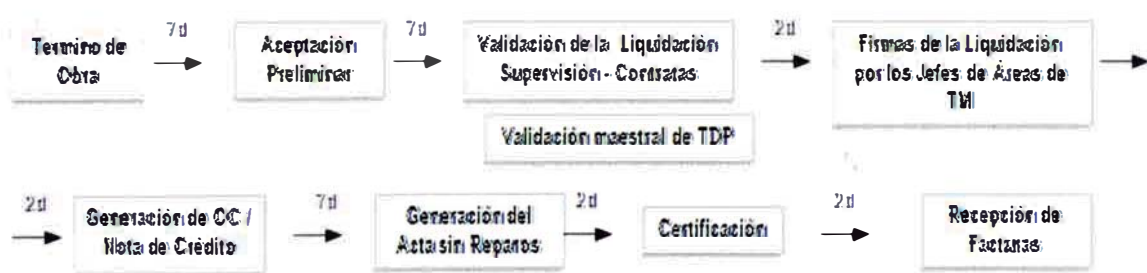 7d
7d
2d
Termino de
Obra
Aceptación
Preliminar
Validación de la Liquidación
Supervisión - Contratas
Firmas de la Liquidación
por los Jefes de Áreas de
TMI
Validación maestral de TDP
2d
7d
2d
2d
Generación de OC /
Nota de Crédito
Generación del
Acta sin Reparos
Certificación
Recepción de
Facturas